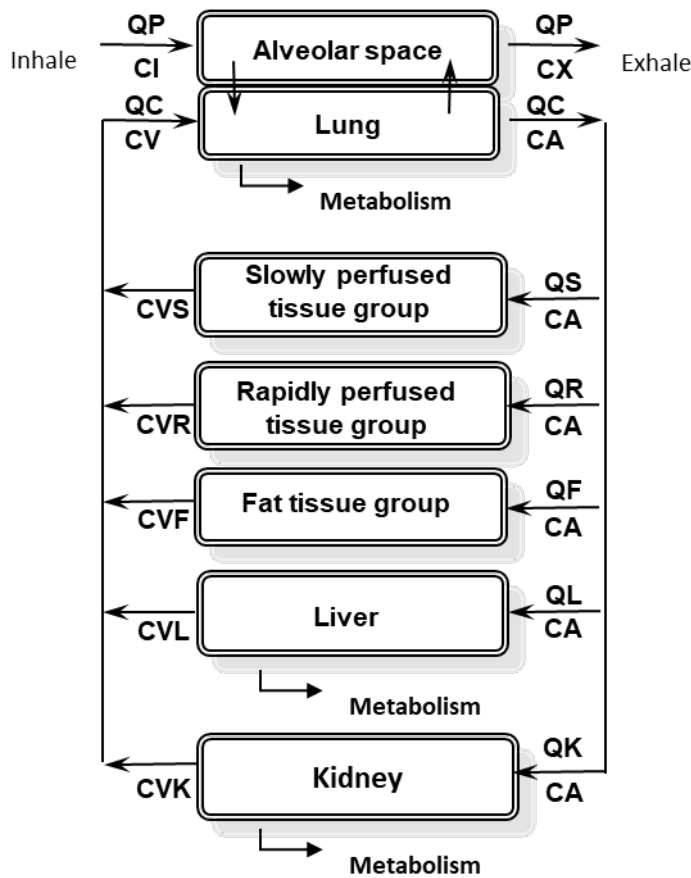 QP
Alveolar space
QP
Inhale
CI
CX
Exhale
QC
Lung
QC
CV
CA
Metabolism
Slowly perfused
tissue group
QS
CVS
CA
Rapidly perfused
tissue group
QR
CVR
CA
Fat tissue group
QF
CVF
CA
Liver
QL
CVL
CA
Metabolism
Kidney
QK
CVK
CA
Metabolism